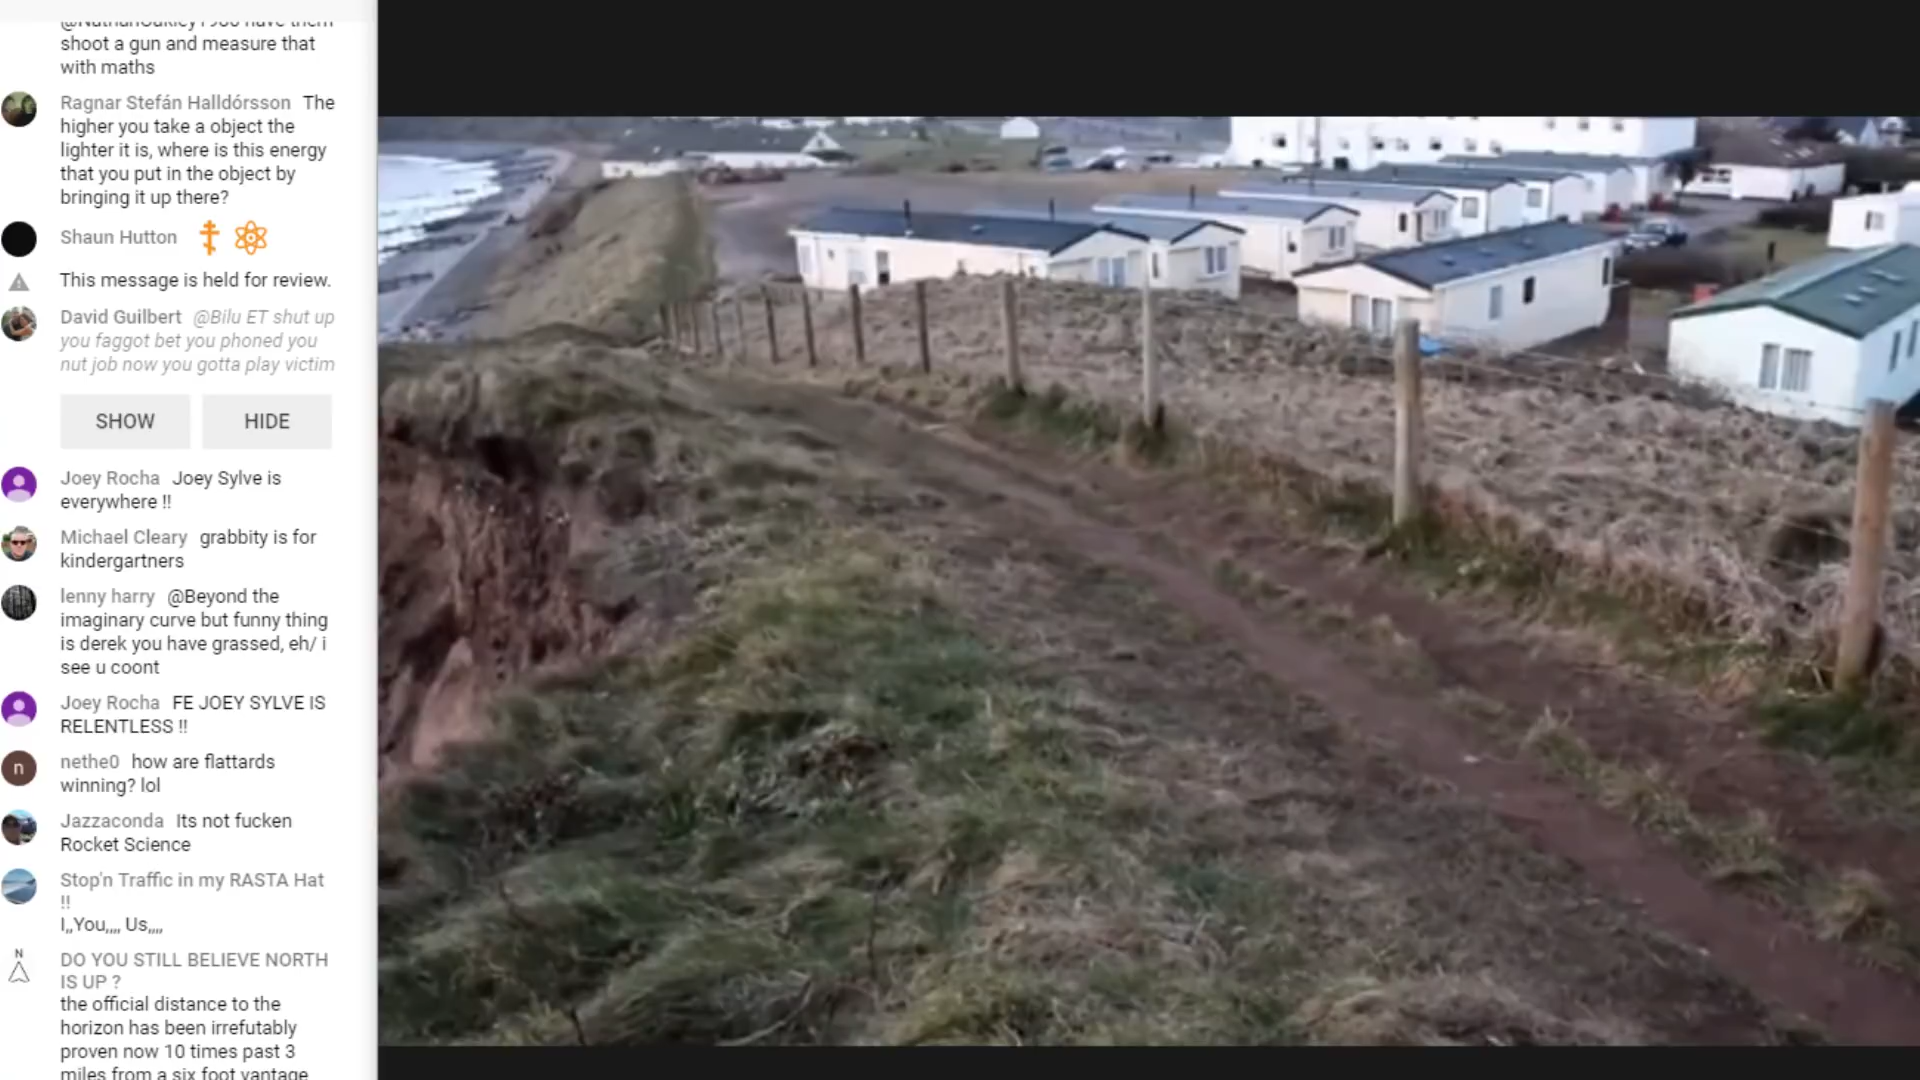 @NathanOakley1980 have them
shoot a gun and measure that
with maths
Ragnar Stefán Halldórsson The
higher you take a object the
lighter it is, where is this energy
that you put in the object by
bringing it up there?
Shaun Hutton
This message is held for review.
David Guilbert @Bilu ET shut up
you faggot bet you phoned you
nut job now you gotta play victim
SHOW HIDE
Joey Rocha Joey Sylve is
everywhere !!
Michael Cleary grabbity is for
kindergartners
lenny harry @Beyond the
imaginary curve but funny thing
is derek you have grassed, eh/ i
see u coont
Joey Rocha FE JOEY SYLVE IS
RELENTLESS !!
n nethe0 how are flattards
winning? lol
Jazzaconda Its not fucken
Rocket Science
Stop'n Traffic in my RASTA Hat
!!
I,,You,,,, Us,,,,
N DO YOU STILL BELIEVE NORTH
IS UP ?
the official distance to the
horizon has been irrefutably
proven now 10 times past 3
miles from a six foot vantage